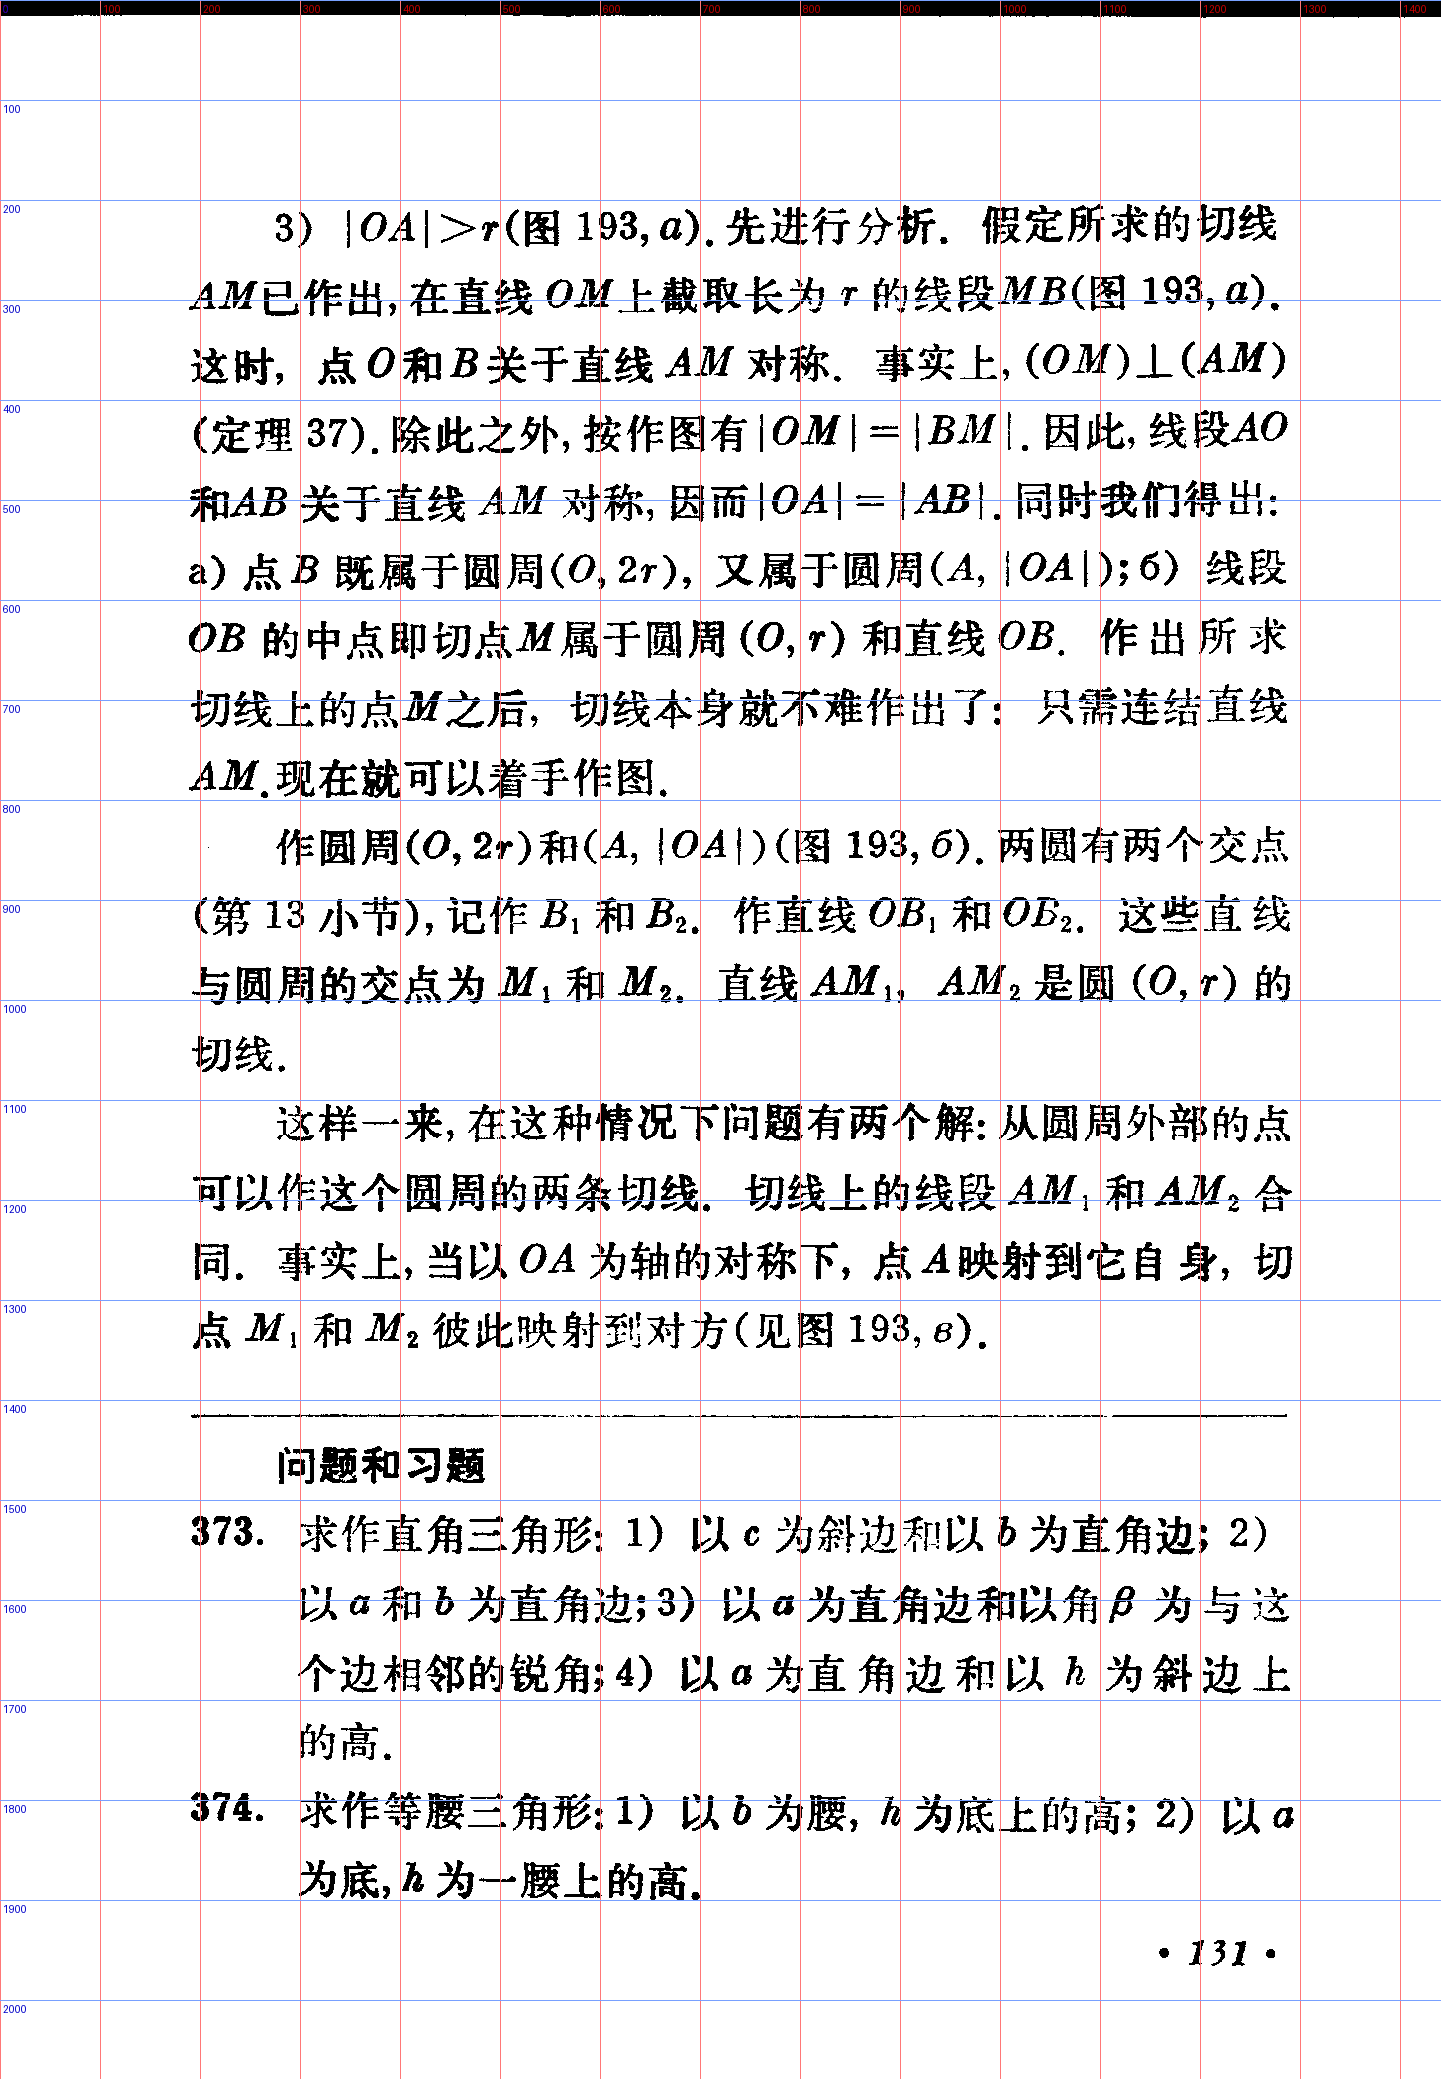 3) |OA|>r(图 193, a). 先进行分析. 假定所求的切线
AM已作出, 在直线 OM 上截取长为 r 的线段MB(图 193, a).
这时, 点O和B关于直线 AM 对称. 事实上, (OM)⊥(AM)
(定理 37). 除此之外, 按作图有|OM|=|BM|. 因此, 线段AO
和AB 关于直线 AM 对称, 因而|OA|=|AB|. 同时我们得出:
a) 点 B 既属于圆周(O, 2r), 又属于圆周(A, |OA|); б) 线段
OB 的中点即切点M属于圆周 (O, r) 和直线 OB. 作出所求
切线上的点M之后, 切线本身就不难作出了: 只需连结直线
AM. 现在就可以着手作图.
作圆周(O, 2r)和(A, |OA|)(图 193, б). 两圆有两个交点
(第 13 小节), 记作 B₁ 和 B₂. 作直线 OB₁ 和 OB₂. 这些直线
与圆周的交点为 M₁ 和 M₂. 直线 AM₁, AM₂ 是圆 (O, r) 的
切线.
这样一来, 在这种情况下问题有两个解: 从圆周外部的点
可以作这个圆周的两条切线. 切线上的线段 AM₁ 和 AM₂ 合
同. 事实上, 当以 OA 为轴的对称下, 点 A 映射到它自身, 切
点 M₁ 和 M₂ 彼此映射到对方(见图 193, в).
问题和习题
373. 求作直角三角形: 1) 以 c 为斜边和以 b 为直角边; 2)
以 a 和 b 为直角边; 3) 以 a 为直角边和以角 β 为与这
个边相邻的锐角; 4) 以 a 为直角边和以 h 为斜边上
的高.
374. 求作等腰三角形: 1) 以 b 为腰, h 为底上的高; 2) 以 a
为底, h 为一腰上的高.
• 131 •